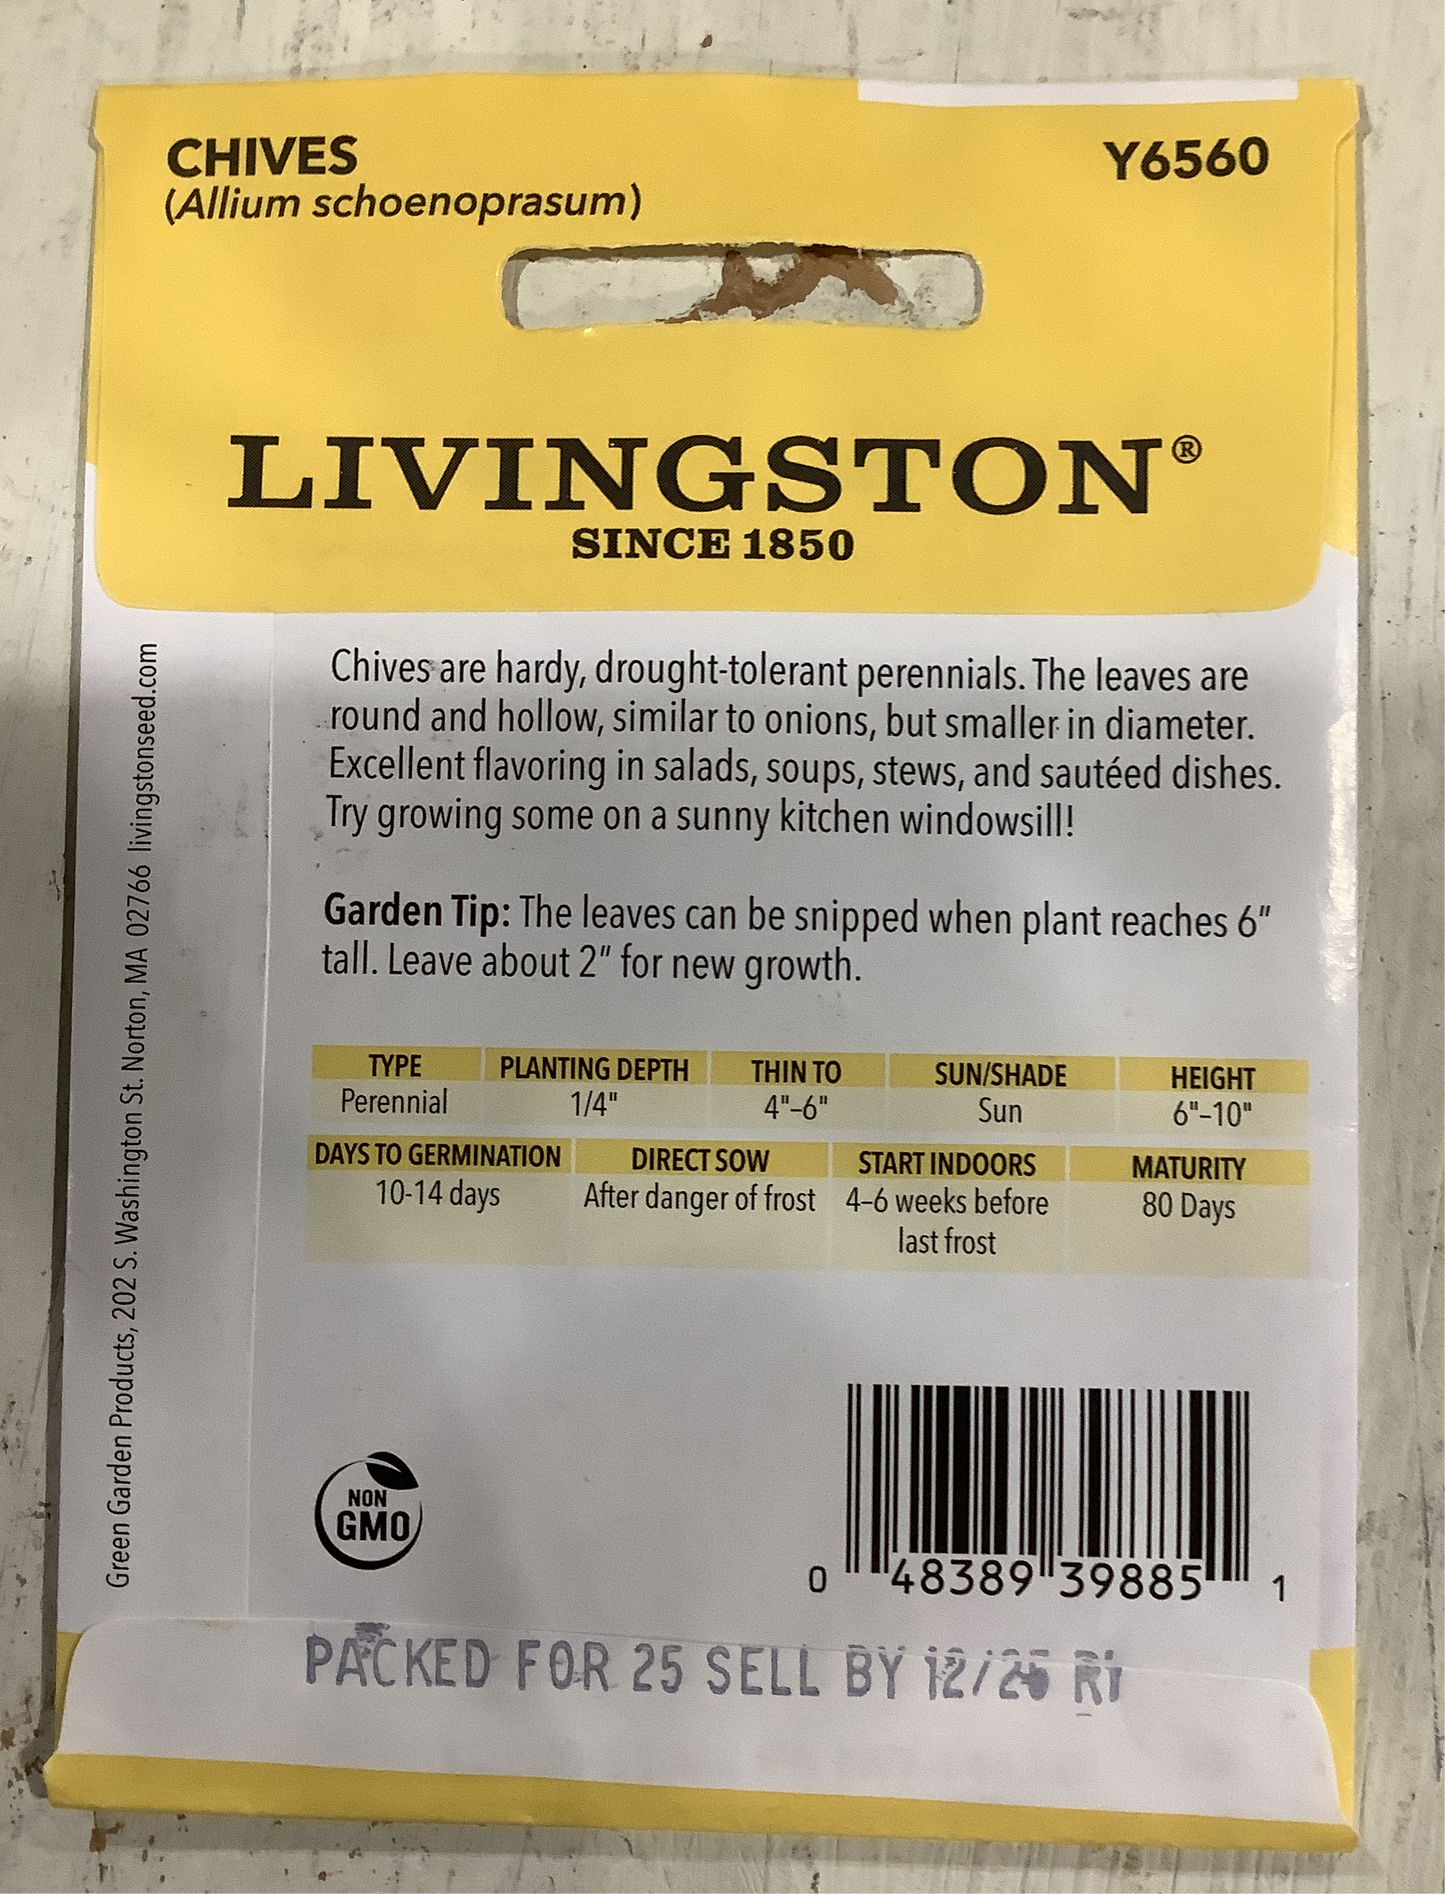 CHIVES
(Allium schoenoprasum)
Y6560
LIVINGSTON®
SINCE 1850
Chives are hardy, drought-tolerant perennials. The leaves are
round and hollow, similar to onions, but smaller in diameter.
Excellent flavoring in salads, soups, stews, and sautéed dishes.
Try growing some on a sunny kitchen windowsill!
Garden Tip: The leaves can be snipped when plant reaches 6"
tall. Leave about 2" for new growth.
TYPE PLANTING DEPTH THIN TO SUN/SHADE HEIGHT
Perennial 1/4" 4"–6" Sun 6"–10"
DAYS TO GERMINATION DIRECT SOW START INDOORS MATURITY
10-14 days After danger of frost 4–6 weeks before 80 Days
last frost
Green Garden Products, 202 S. Washington St. Norton, MA 02766 livingstonseed.com
NON
GMO
0 48389 39885 1
PACKED FOR 25 SELL BY